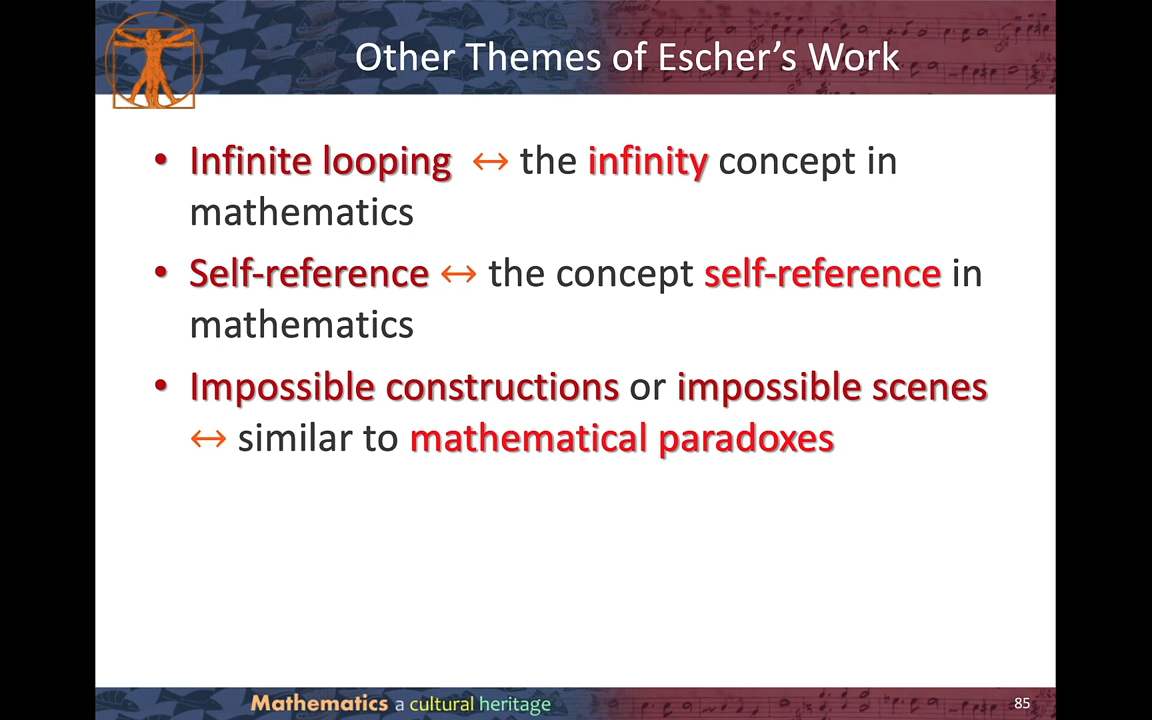 Other Themes of Escher’s Work
• Infinite looping ↔ the infinity concept in
mathematics
• Self-reference ↔ the concept self-reference in
mathematics
• Impossible constructions or impossible scenes
↔ similar to mathematical paradoxes
Mathematics a cultural heritage
85